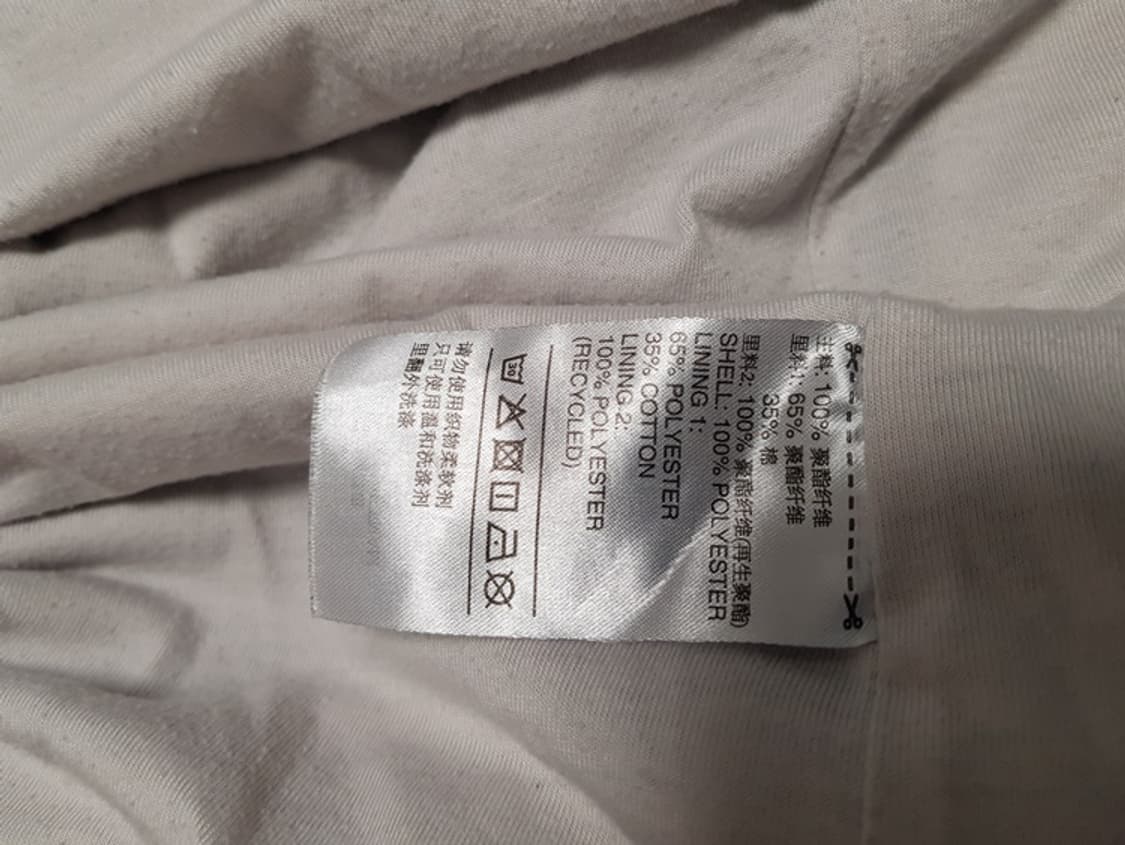 主料: 100% 聚酯纤维
里料1: 65% 聚酯纤维
35% 棉
里料2: 100% 聚酯纤维(再生聚酯)
SHELL: 100% POLYESTER
LINING 1:
65% POLYESTER
35% COTTON
LINING 2:
100% POLYESTER
(RECYCLED)
30
请勿使用织物柔软剂
只可使用温和洗涤剂
里翻外洗涤